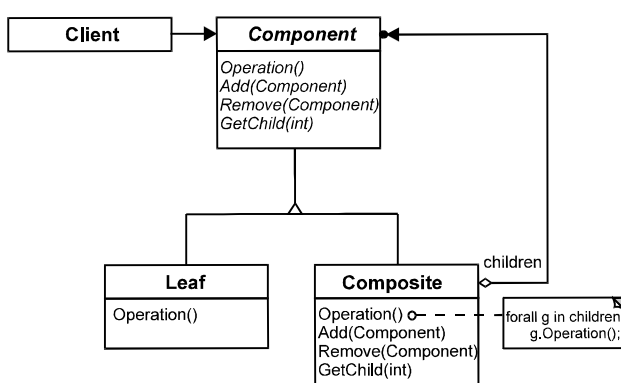 Client
Component
Operation()
Add(Component)
Remove(Component)
GetChild(int)
children
Leaf
Operation()
Composite
Operation()
Add(Component)
Remove(Component)
GetChild(int)
forall g in children
g.Operation();